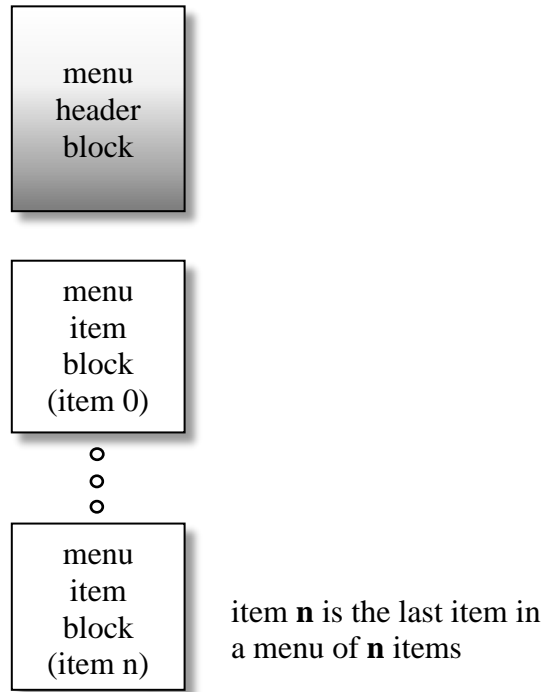 menu
header
block
menu
item
block
(item 0)
menu
item
block
(item n)
item n is the last item in
a menu of n items